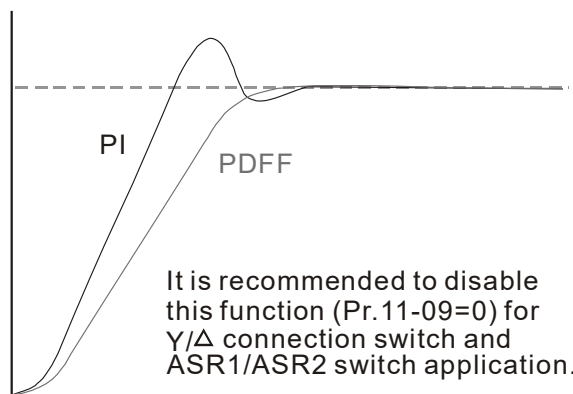 PI
PDFF
It is recommended to disable
this function (Pr.11-09=0) for
Y/Δ connection switch and
ASR1/ASR2 switch application.